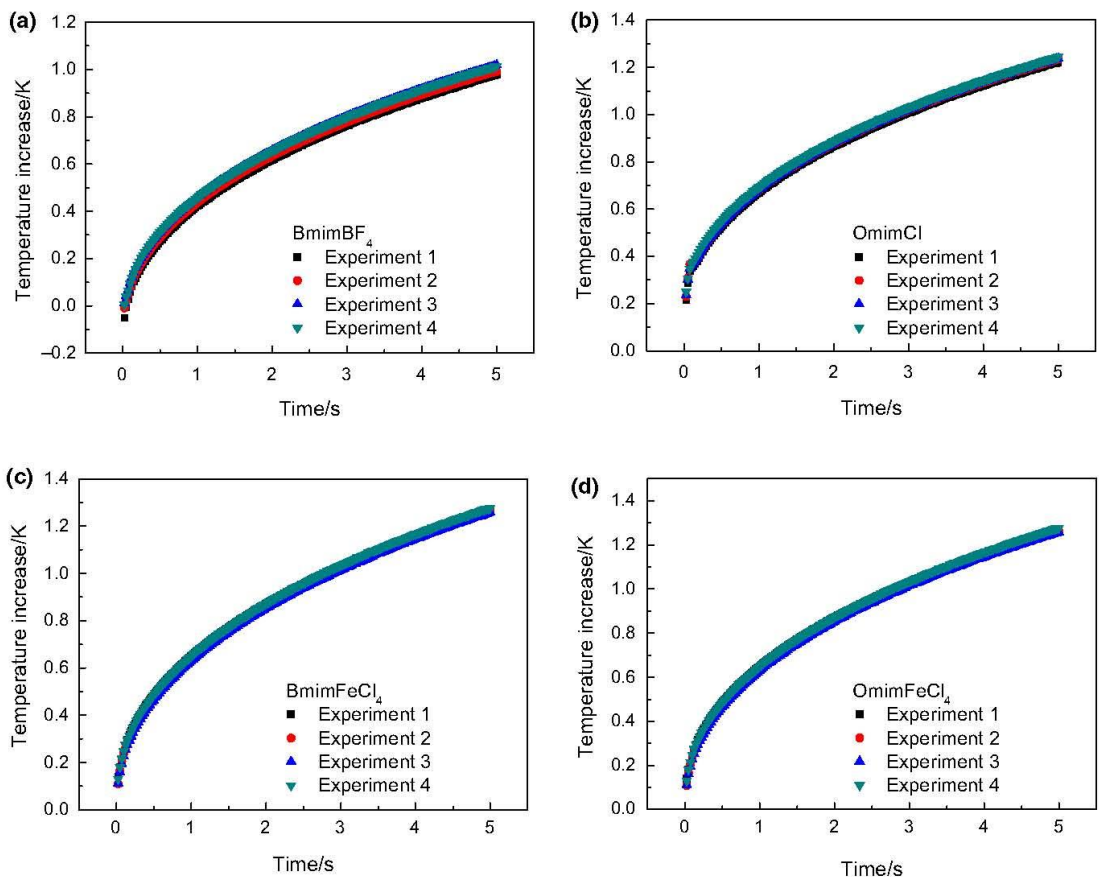 (a)
1.2
1.0
0.8
0.6
0.4
0.2
0.0
–0.2
Temperature increase/K
BmimBF4
Experiment 1
Experiment 2
Experiment 3
Experiment 4
0 1 2 3 4 5
Time/s
(b)
1.4
1.2
1.0
0.8
0.6
0.4
0.2
0.0
Temperature increase/K
OmimCl
Experiment 1
Experiment 2
Experiment 3
Experiment 4
0 1 2 3 4 5
Time/s
(c)
1.4
1.2
1.0
0.8
0.6
0.4
0.2
0.0
Temperature increase/K
BmimFeCl4
Experiment 1
Experiment 2
Experiment 3
Experiment 4
0 1 2 3 4 5
Time/s
(d)
1.4
1.2
1.0
0.8
0.6
0.4
0.2
0.0
Temperature increase/K
OmimFeCl4
Experiment 1
Experiment 2
Experiment 3
Experiment 4
0 1 2 3 4 5
Time/s